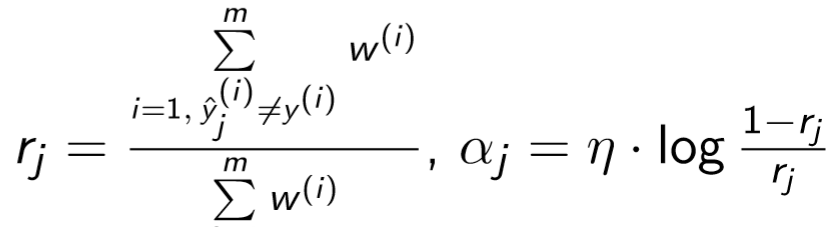 r_j = \frac{\sum_{i=1,\, \hat{y}_j^{(i)} \neq y^{(i)}}^{m} w^{(i)}}{\sum^{m} w^{(i)}}, \alpha_j = \eta \cdot \log \frac{1-r_j}{r_j}